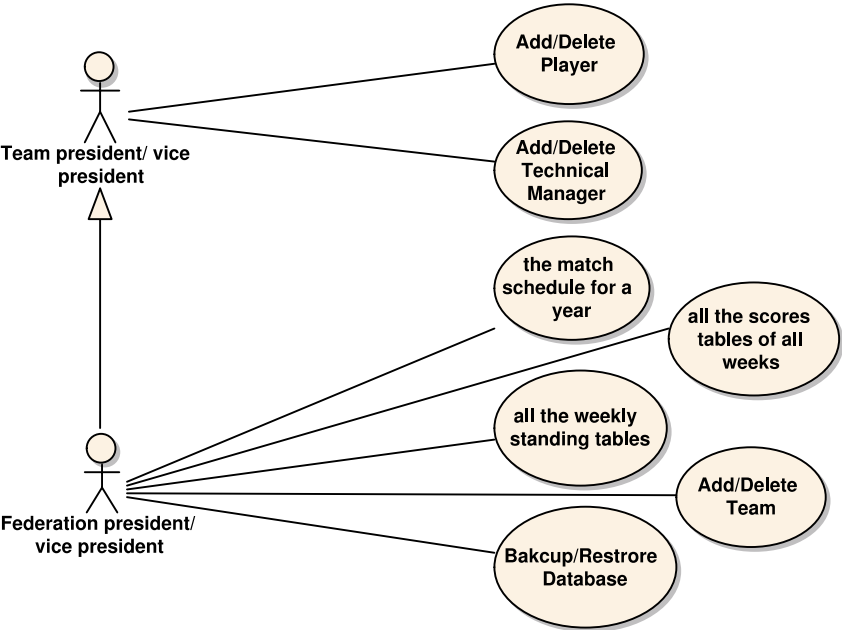 Add/Delete
Player
Team president/ vice
president
Add/Delete
Technical
Manager
the match
schedule for a
year
all the scores
tables of all
weeks
all the weekly
standing tables
Add/Delete
Team
Federation president/
vice president
Bakcup/Restrore
Database